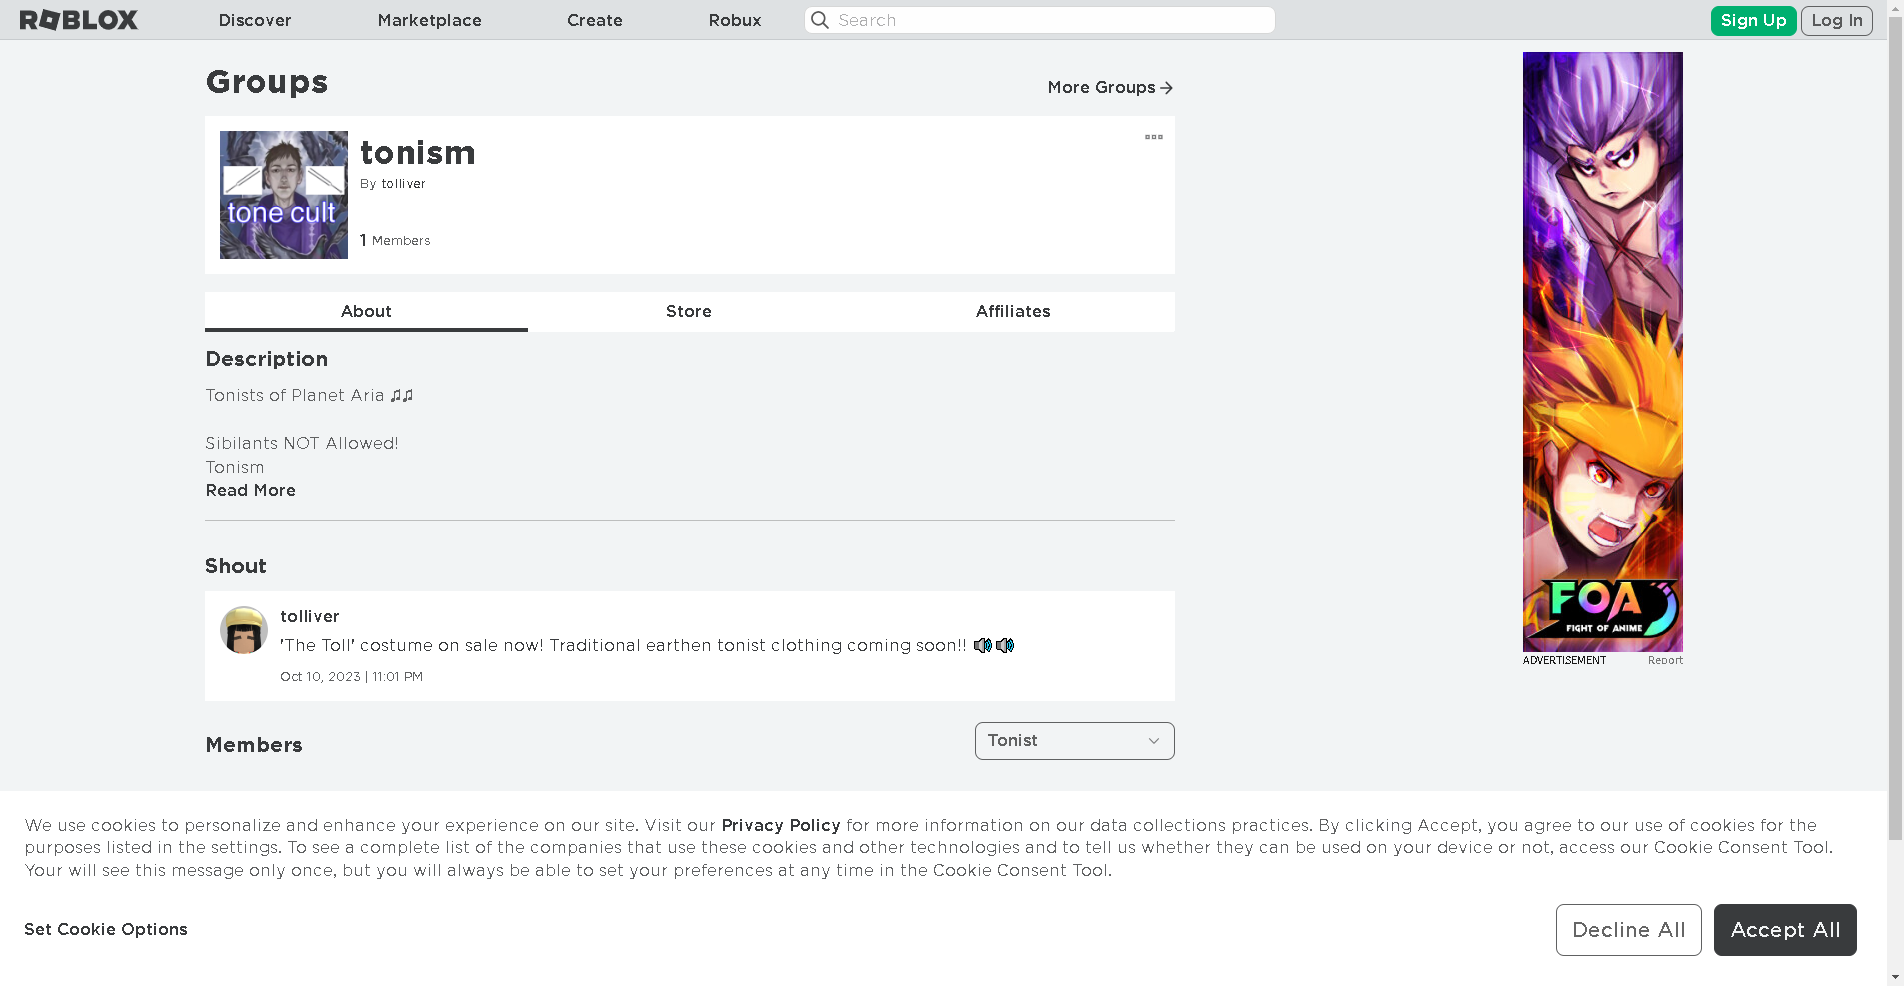 ROBLOX
Discover
Marketplace
Create
Robux
Search
Sign Up
Log In
Groups
More Groups
tone cult
tonism
By tolliver
1 Members
About
Store
Affiliates
Description
Tonists of Planet Aria ♫♫
Sibilants NOT Allowed!
Tonism
Read More
Shout
tolliver
'The Toll' costume on sale now! Traditional earthen tonist clothing coming soon!! 🔊🔊
Oct 10, 2023 | 11:01 PM
Members
Tonist
FOA
FIGHT OF ANIME
ADVERTISEMENT
Report
We use cookies to personalize and enhance your experience on our site. Visit our Privacy Policy for more information on our data collections practices. By clicking Accept, you agree to our use of cookies for the
purposes listed in the settings. To see a complete list of the companies that use these cookies and other technologies and to tell us whether they can be used on your device or not, access our Cookie Consent Tool.
Your will see this message only once, but you will always be able to set your preferences at any time in the Cookie Consent Tool.
Set Cookie Options
Decline All
Accept All